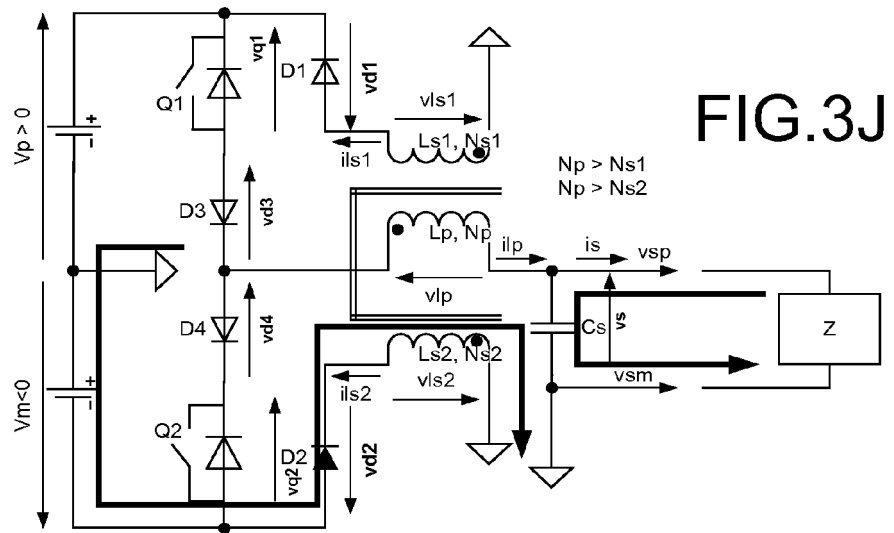 FIG.3J
Vp > 0
+
-
Q1
vq1
D1
vd1
vls1
ils1
Ls1, Ns1
Np > Ns1
Np > Ns2
D3
vd3
Lp, Np
ilp
is
vsp
vlp
D4
vd4
Cs
vs
Z
Ls2, Ns2
vsm
Vm<0
+
-
ils2
vls2
Q2
vq2
D2
vd2